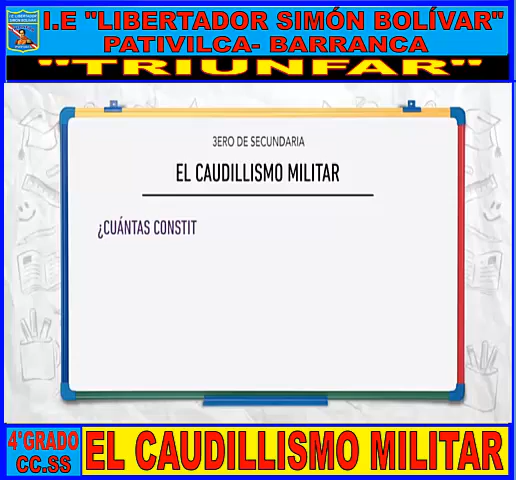 I.E "LIBERTADOR SIMÓN BOLÍVAR"
PATIVILCA- BARRANCA
"TRIUNFAR"
3ERO DE SECUNDARIA
EL CAUDILLISMO MILITAR
¿CUÁNTAS CONSTIT
4°GRADO
CC.SS
EL CAUDILLISMO MILITAR